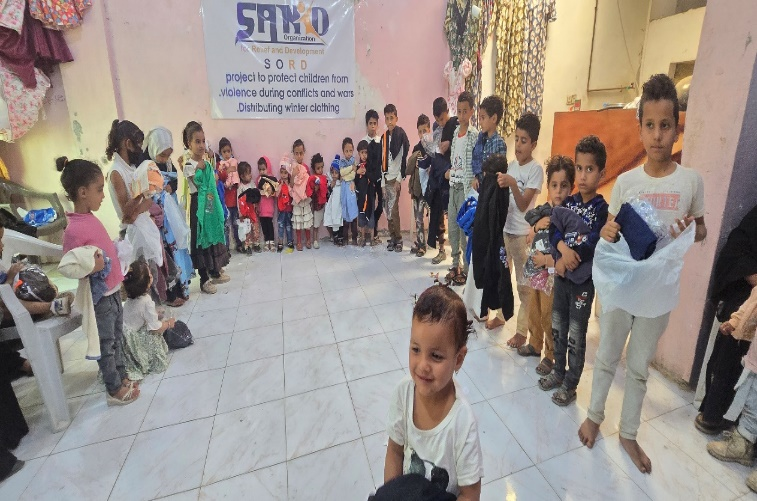 SANID
Organization
for Relief and Development
SORD
project to protect children from
.violence during conflicts and wars
.Distributing winter clothing